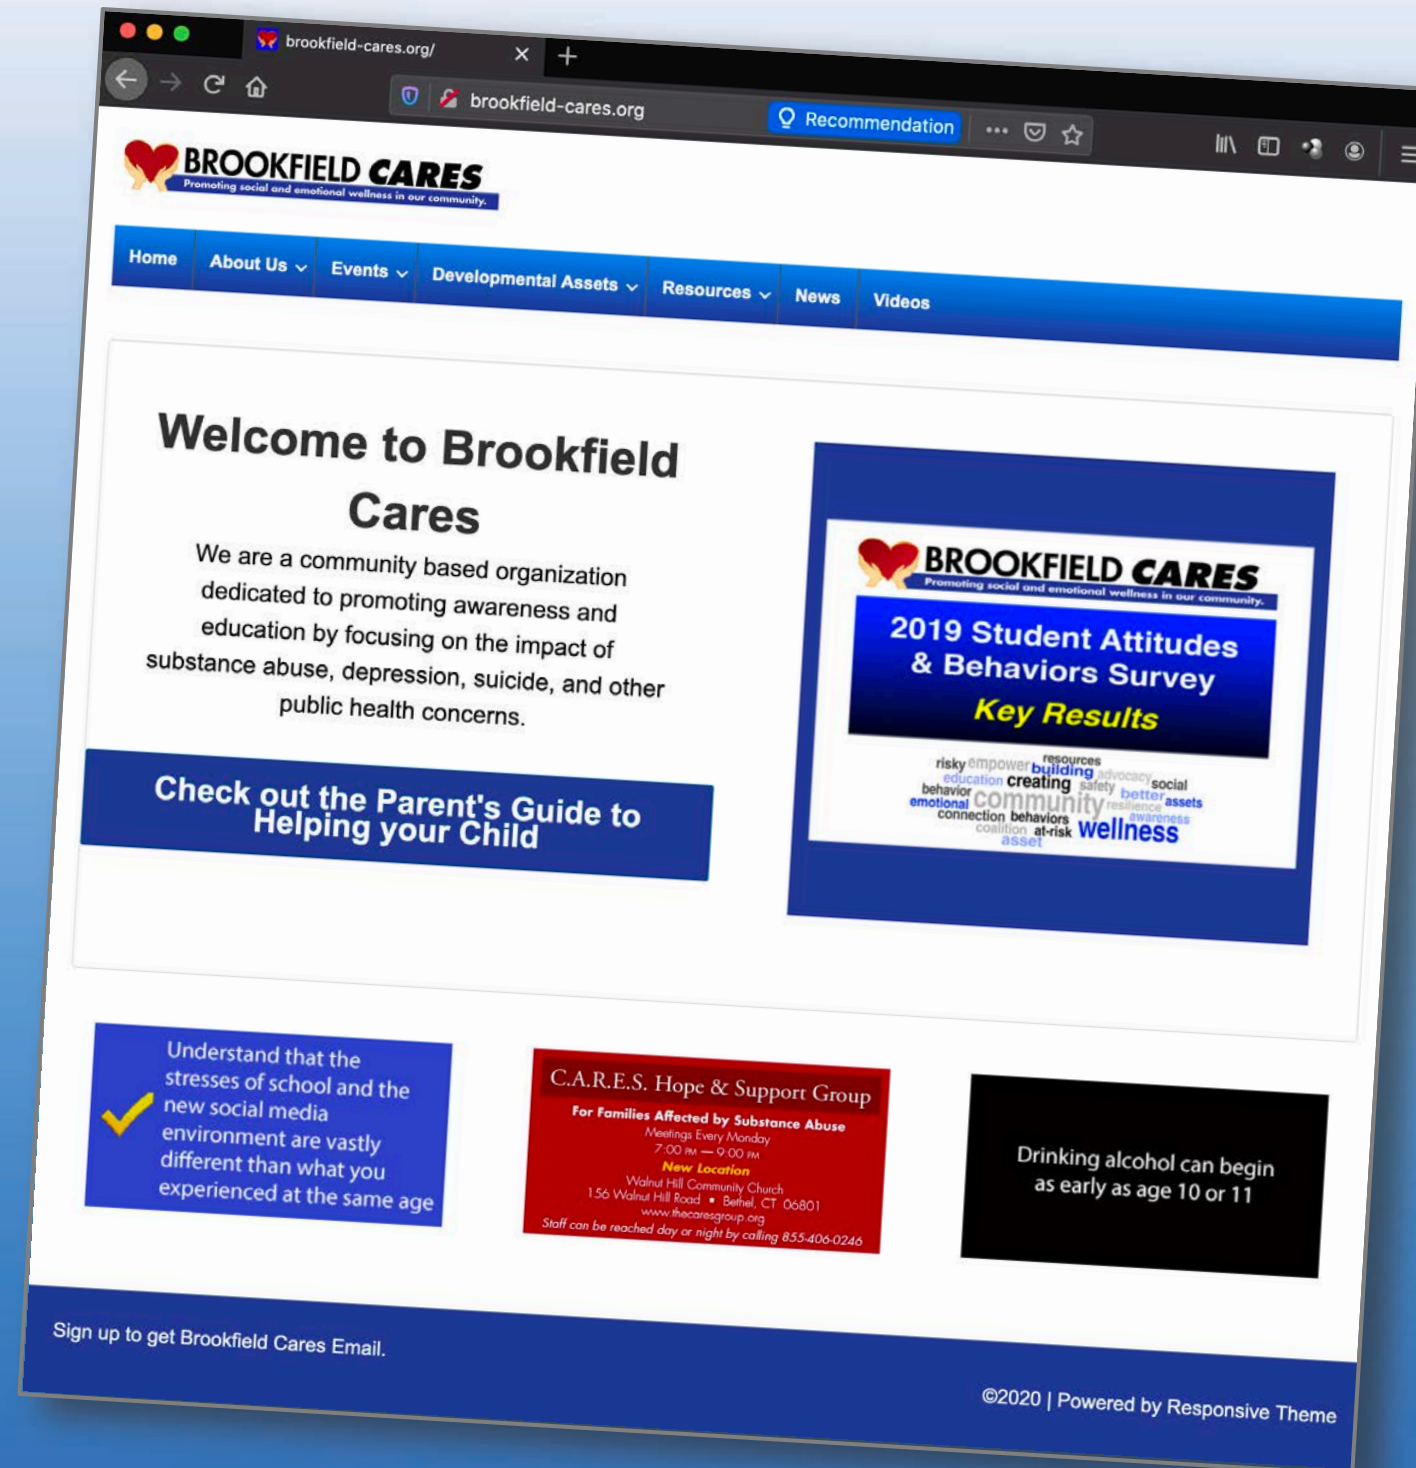 brookfield-cares.org/
brookfield-cares.org
Recommendation
BROOKFIELD CARES
Promoting social and emotional wellness in our community.
Home About Us Events Developmental Assets Resources News Videos
Welcome to Brookfield
Cares
We are a community based organization
dedicated to promoting awareness and
education by focusing on the impact of
substance abuse, depression, suicide, and other
public health concerns.
Check out the Parent's Guide to
Helping your Child
BROOKFIELD CARES
Promoting social and emotional wellness in our community.
2019 Student Attitudes
& Behaviors Survey
Key Results
resources
risky empower building advocacy social
education creating safety better assets
behavior community resilience
emotional awareness
connection behaviors wellness
coalition at-risk
asset
Understand that the
stresses of school and the
new social media
environment are vastly
different than what you
experienced at the same age
C.A.R.E.S. Hope & Support Group
For Families Affected by Substance Abuse
Meetings Every Monday
7:00 PM — 9:00 PM
New Location
Walnut Hill Community Church
156 Walnut Hill Road • Bethel, CT 06801
www.thecaresgroup.org
Staff can be reached day or night by calling 855-406-0246
Drinking alcohol can begin
as early as age 10 or 11
Sign up to get Brookfield Cares Email.
©2020 | Powered by Responsive Theme